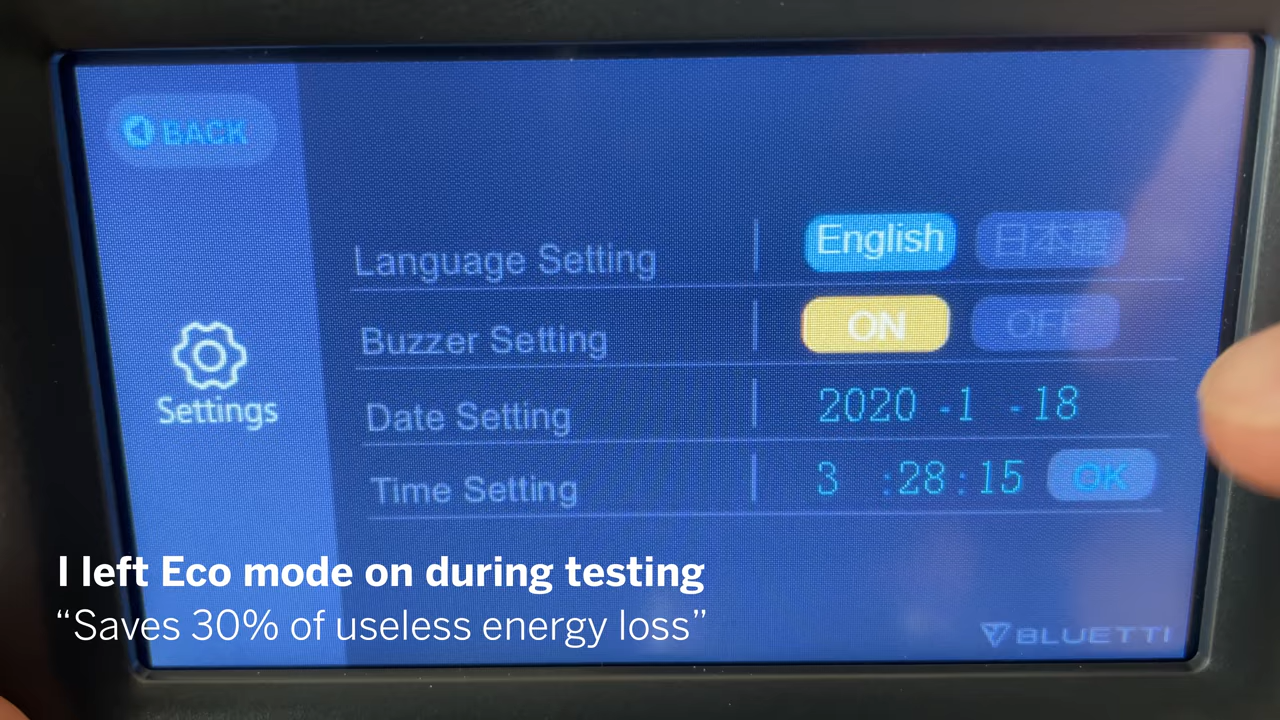 BACK
Language Setting English 日本語
Buzzer Setting ON OFF
Settings
Date Setting 2020 -1 -18
Time Setting 3 :28:15 OK
I left Eco mode on during testing
“Saves 30% of useless energy loss”
BLUETTI